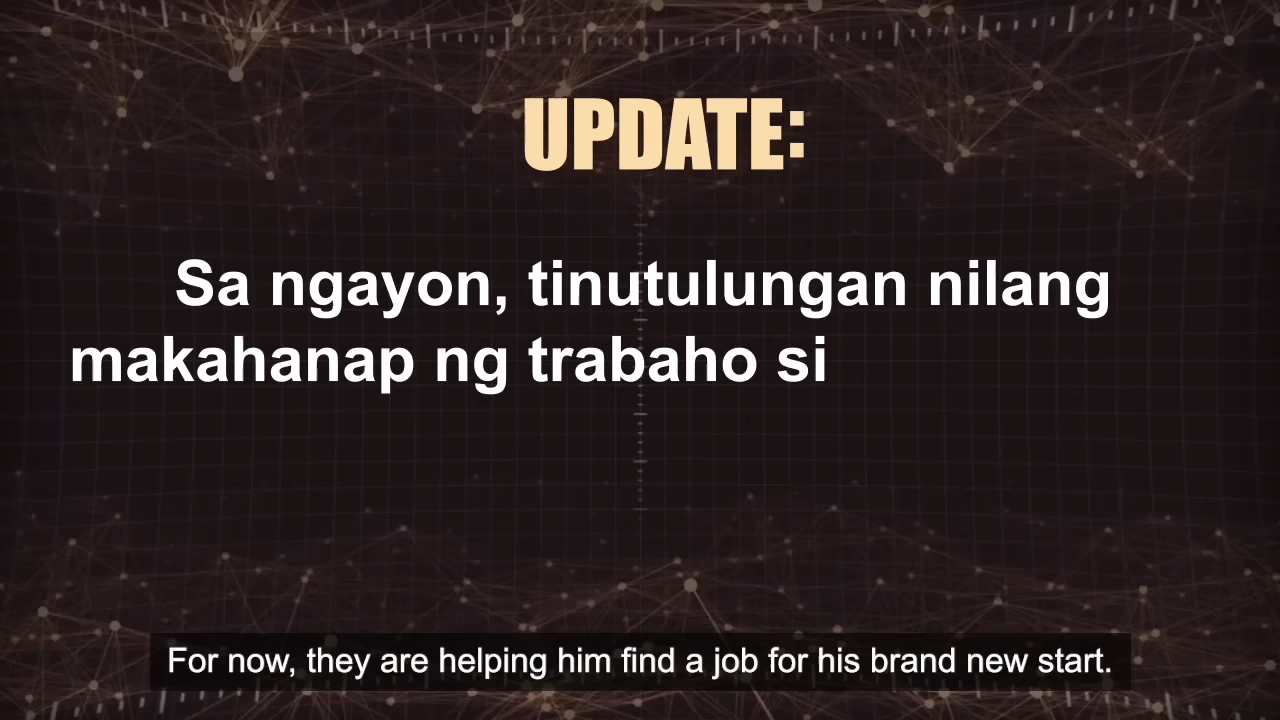 UPDATE:
Sa ngayon, tinutulungan nilang
makahanap ng trabaho si
For now, they are helping him find a job for his brand new start.